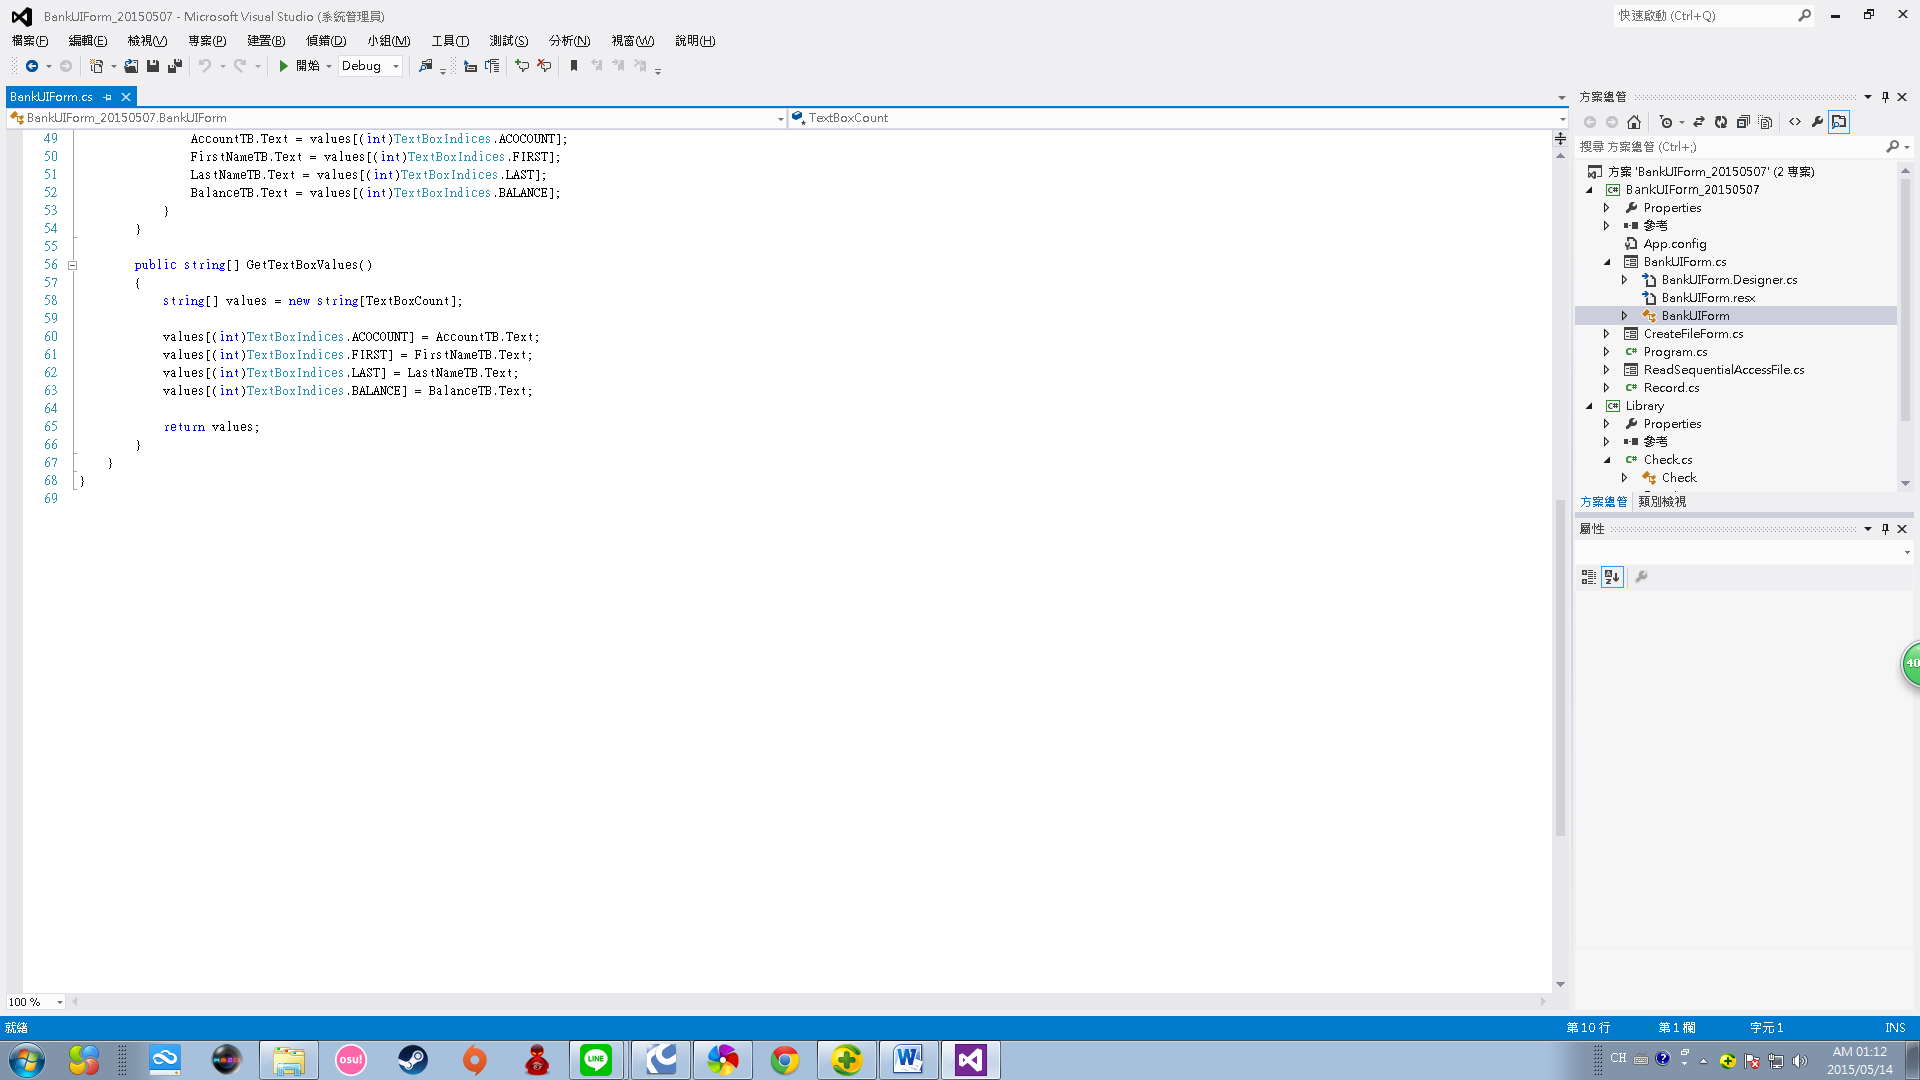 BankUIForm_20150507 - Microsoft Visual Studio (系統管理員)
快速啟動 (Ctrl+Q)
檔案(F) 編輯(E) 檢視(V) 專案(P) 建置(B) 偵錯(D) 小組(M) 工具(T) 測試(S) 分析(N) 視窗(W) 說明(H)
開始 Debug
BankUIForm.cs
BankUIForm_20150507.BankUIForm
TextBoxCount
49 AccountTB.Text = values[(int)TextBoxIndices.ACOCOUNT];
50 FirstNameTB.Text = values[(int)TextBoxIndices.FIRST];
51 LastNameTB.Text = values[(int)TextBoxIndices.LAST];
52 BalanceTB.Text = values[(int)TextBoxIndices.BALANCE];
53 }
54 }
55
56 public string[] GetTextBoxValues()
57 {
58 string[] values = new string[TextBoxCount];
59
60 values[(int)TextBoxIndices.ACOCOUNT] = AccountTB.Text;
61 values[(int)TextBoxIndices.FIRST] = FirstNameTB.Text;
62 values[(int)TextBoxIndices.LAST] = LastNameTB.Text;
63 values[(int)TextBoxIndices.BALANCE] = BalanceTB.Text;
64
65 return values;
66 }
67 }
68 }
69
100 %
方案總管
搜尋 方案總管 (Ctrl+;)
方案 'BankUIForm_20150507' (2 專案)
BankUIForm_20150507
Properties
參考
App.config
BankUIForm.cs
BankUIForm.Designer.cs
BankUIForm.resx
BankUIForm
CreateFileForm.cs
Program.cs
ReadSequentialAccessFile.cs
Record.cs
Library
Properties
參考
Check.cs
Check
方案總管 類別檢視
屬性
40
就緒
第 10 行 第 1 欄 字元 1 INS
osu!
LINE
CH
AM 01:12
2015/05/14